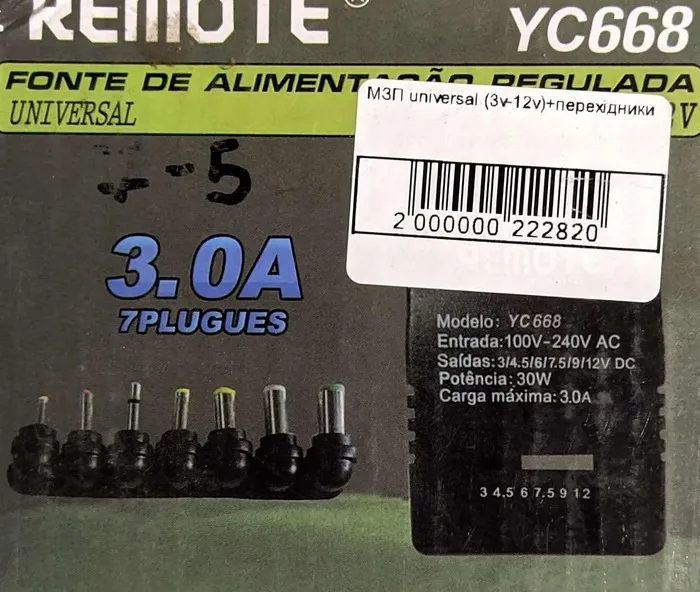 REMOTE ®
YC668
FONTE DE ALIMENTAÇÃO REGULADA
UNIVERSAL
2V
МЗП universal (3v-12v)+перехідники
2 000000 222820
+-5
3.0A
7PLUGUES
REMOTE
Modelo: YC668
Entrada:100V-240V AC
Saídas:3/4.5/6/7.5/9/12V DC
Potência: 30W
Carga máxima: 3.0A
3 4.5 6 7.5 9 12